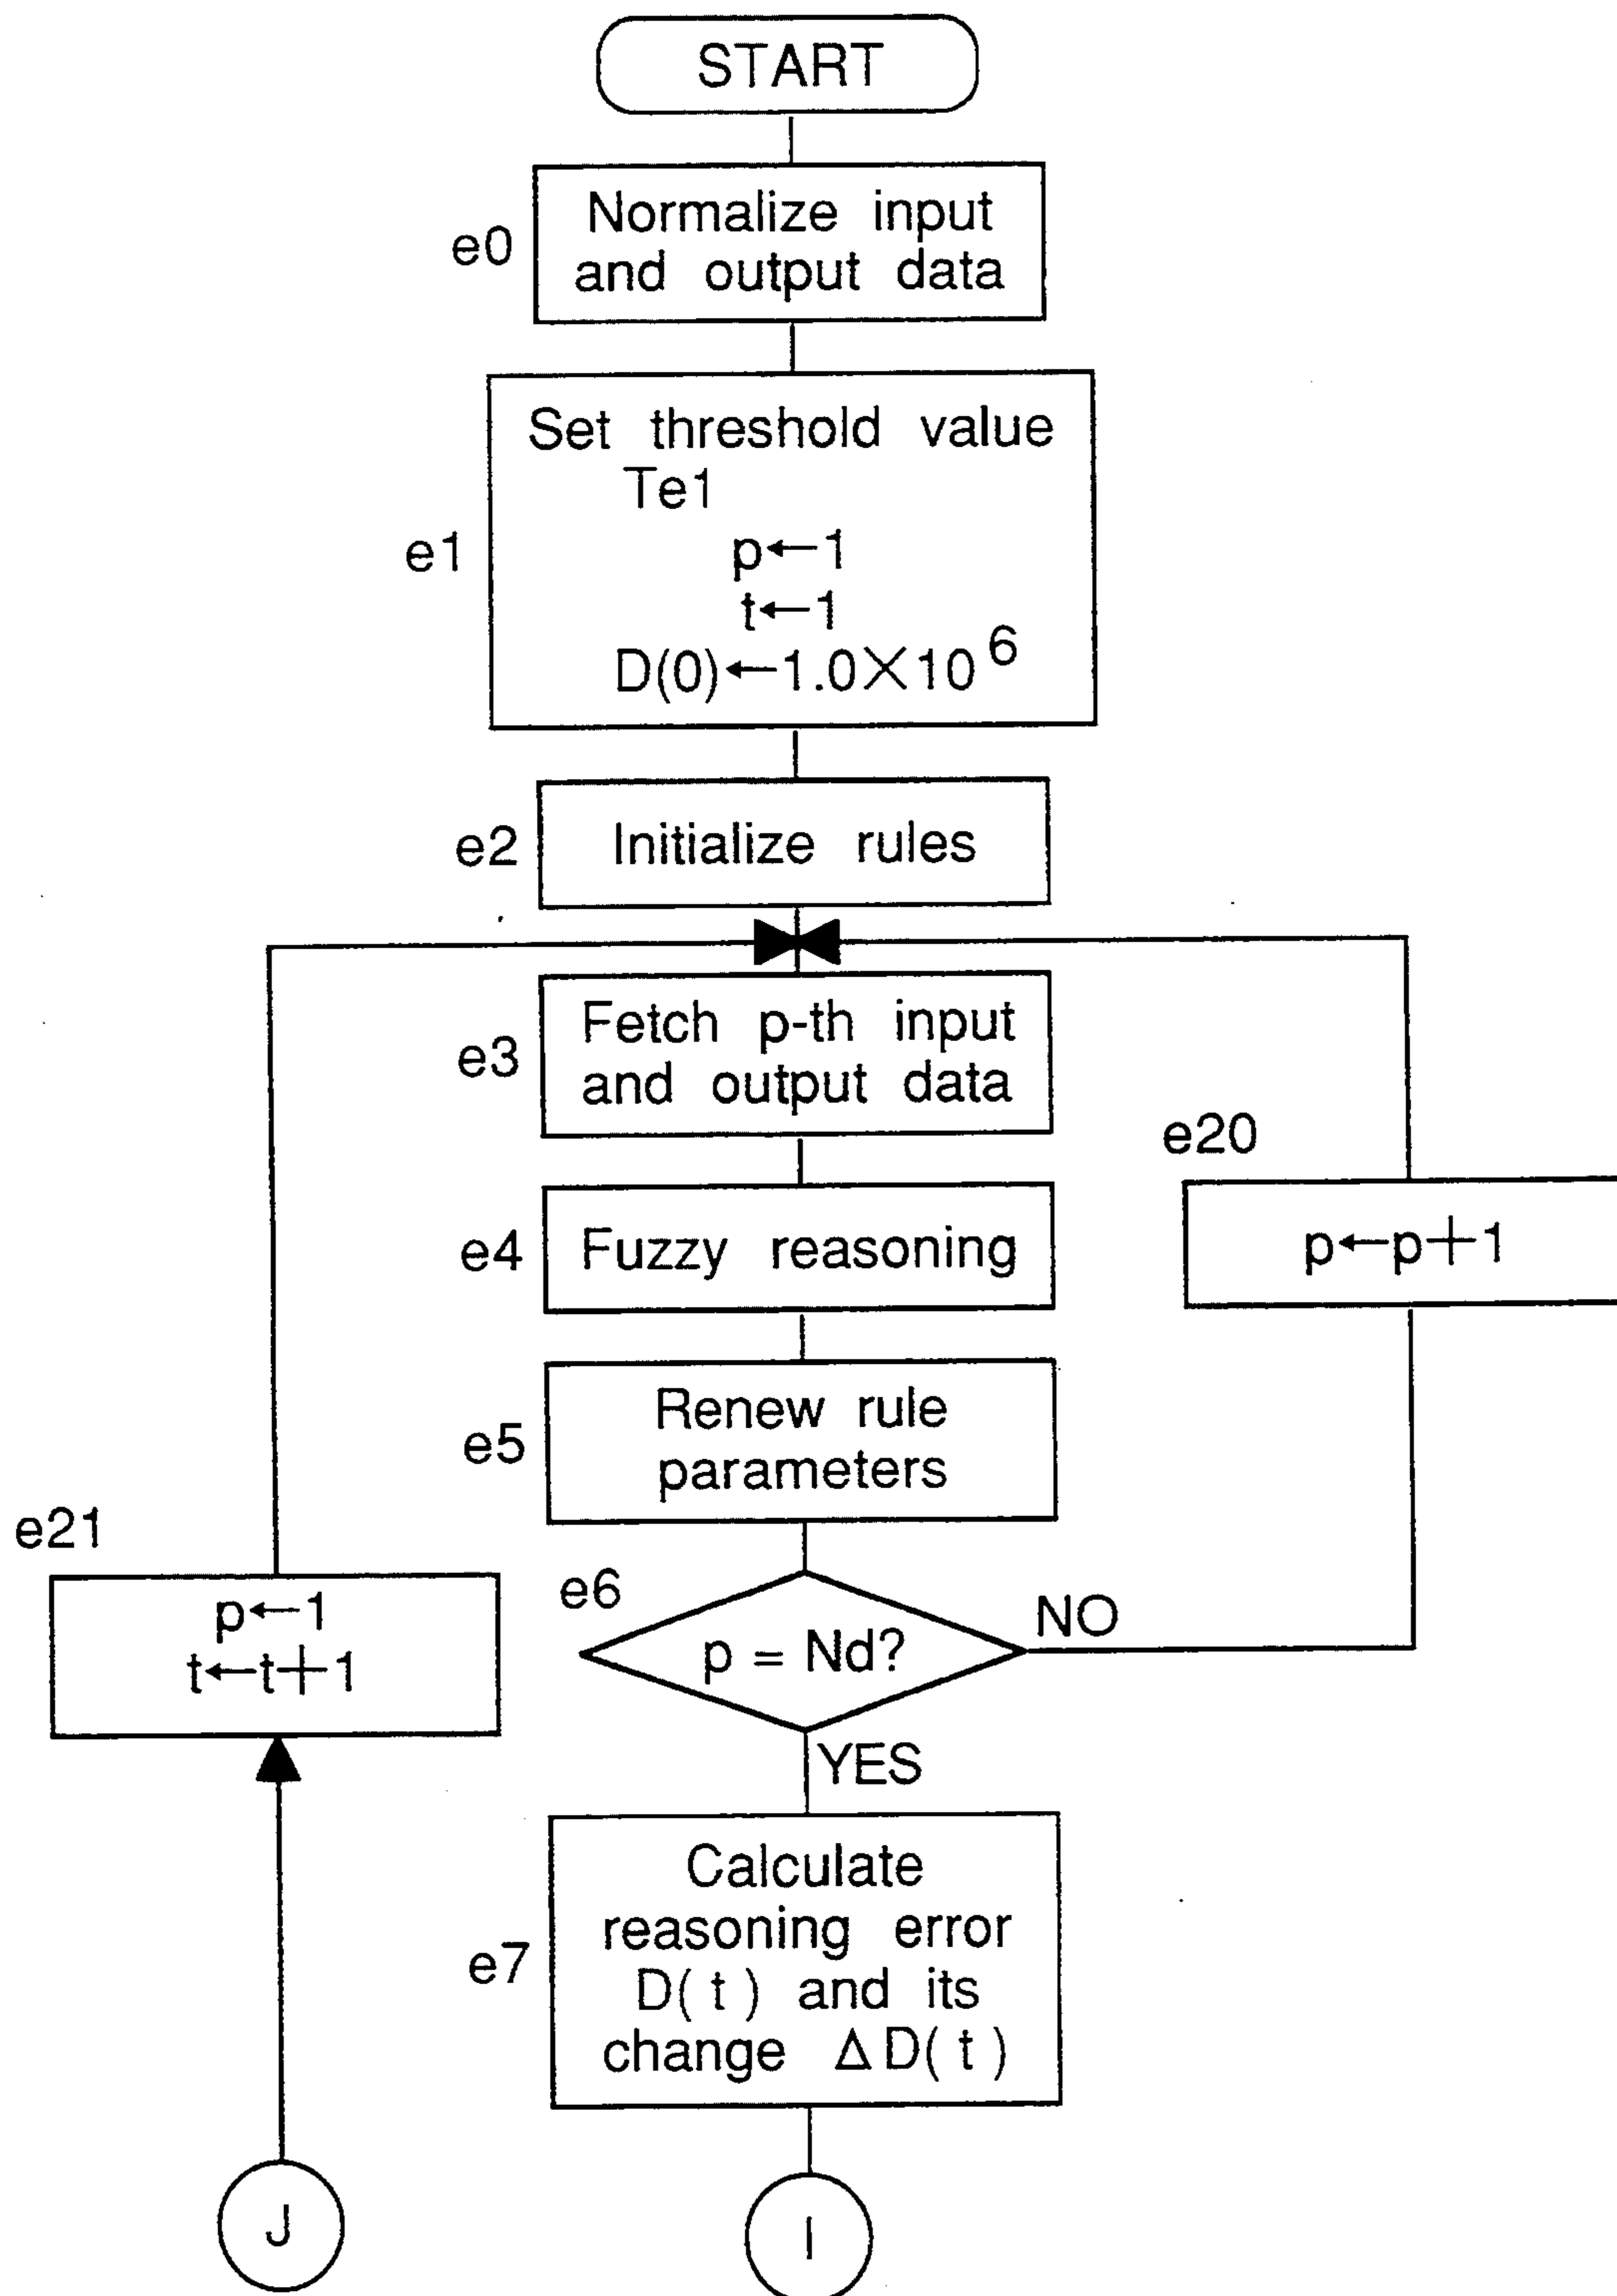 START
e0
Normalize input
and output data
e1
Set threshold value
Te1
p←1
t←1
D(0)←1.0×10^6
e2
Initialize rules
e3
Fetch p-th input
and output data
e20
p←p+1
e4
Fuzzy reasoning
e5
Renew rule
parameters
e21
p←1
t←t+1
e6
p = Nd?
NO
YES
e7
Calculate
reasoning error
D( t ) and its
change ΔD( t )
J
I